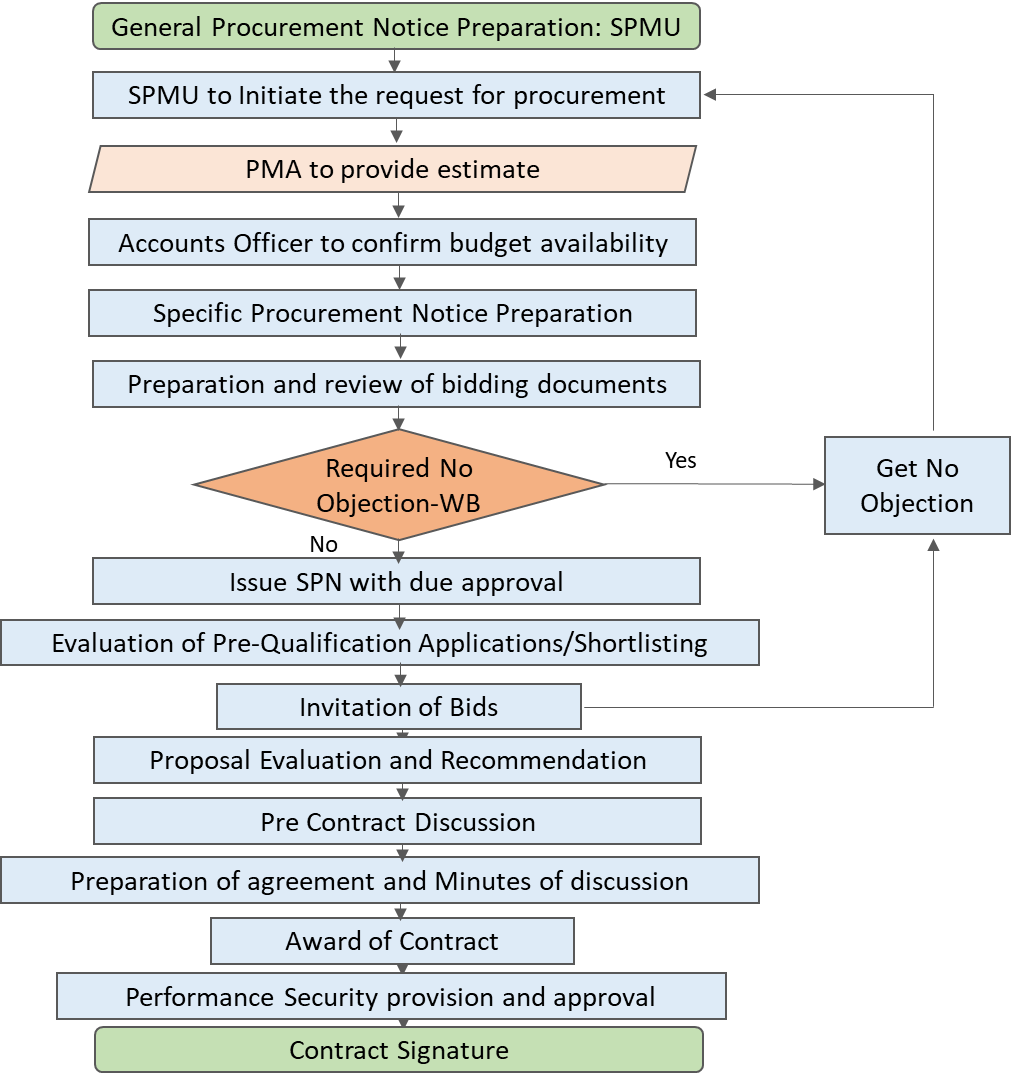 General Procurement Notice Preparation: SPMU
SPMU to Initiate the request for procurement
PMA to provide estimate
Accounts Officer to confirm budget availability
Specific Procurement Notice Preparation
Preparation and review of bidding documents
Required No
Objection-WB
Yes
Get No
Objection
No
Issue SPN with due approval
Evaluation of Pre-Qualification Applications/Shortlisting
Invitation of Bids
Proposal Evaluation and Recommendation
Pre Contract Discussion
Preparation of agreement and Minutes of discussion
Award of Contract
Performance Security provision and approval
Contract Signature